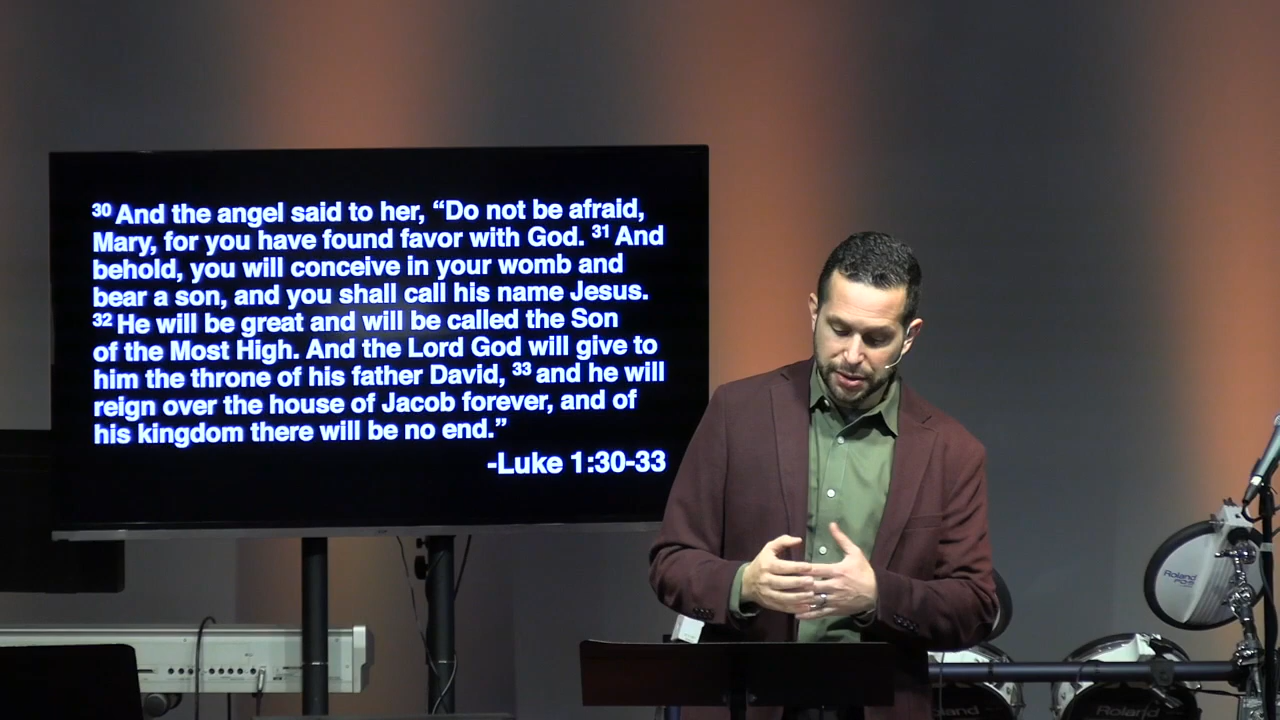 30 And the angel said to her, “Do not be afraid,
Mary, for you have found favor with God. 31 And
behold, you will conceive in your womb and
bear a son, and you shall call his name Jesus.
32 He will be great and will be called the Son
of the Most High. And the Lord God will give to
him the throne of his father David, 33 and he will
reign over the house of Jacob forever, and of
his kingdom there will be no end.”
-Luke 1:30-33
Roland
Roland
Roland